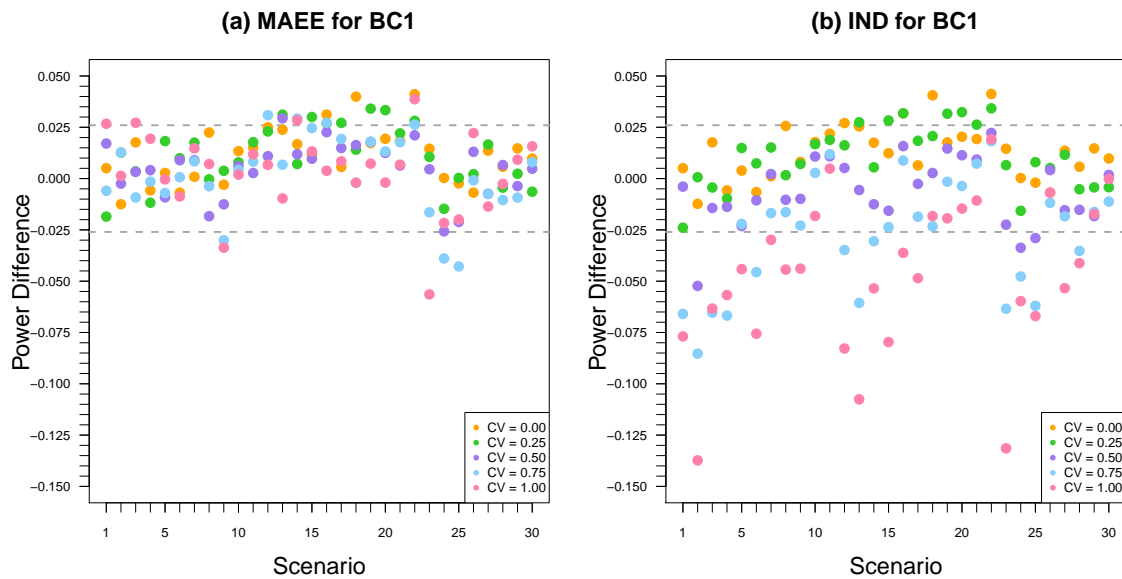 (a) MAEE for BC1
Power Difference
0.050
0.025
0.000
−0.025
−0.050
−0.075
−0.100
−0.125
−0.150
CV = 0.00
CV = 0.25
CV = 0.50
CV = 0.75
CV = 1.00
1 5 10 15 20 25 30
Scenario
(b) IND for BC1
Power Difference
0.050
0.025
0.000
−0.025
−0.050
−0.075
−0.100
−0.125
−0.150
CV = 0.00
CV = 0.25
CV = 0.50
CV = 0.75
CV = 1.00
1 5 10 15 20 25 30
Scenario